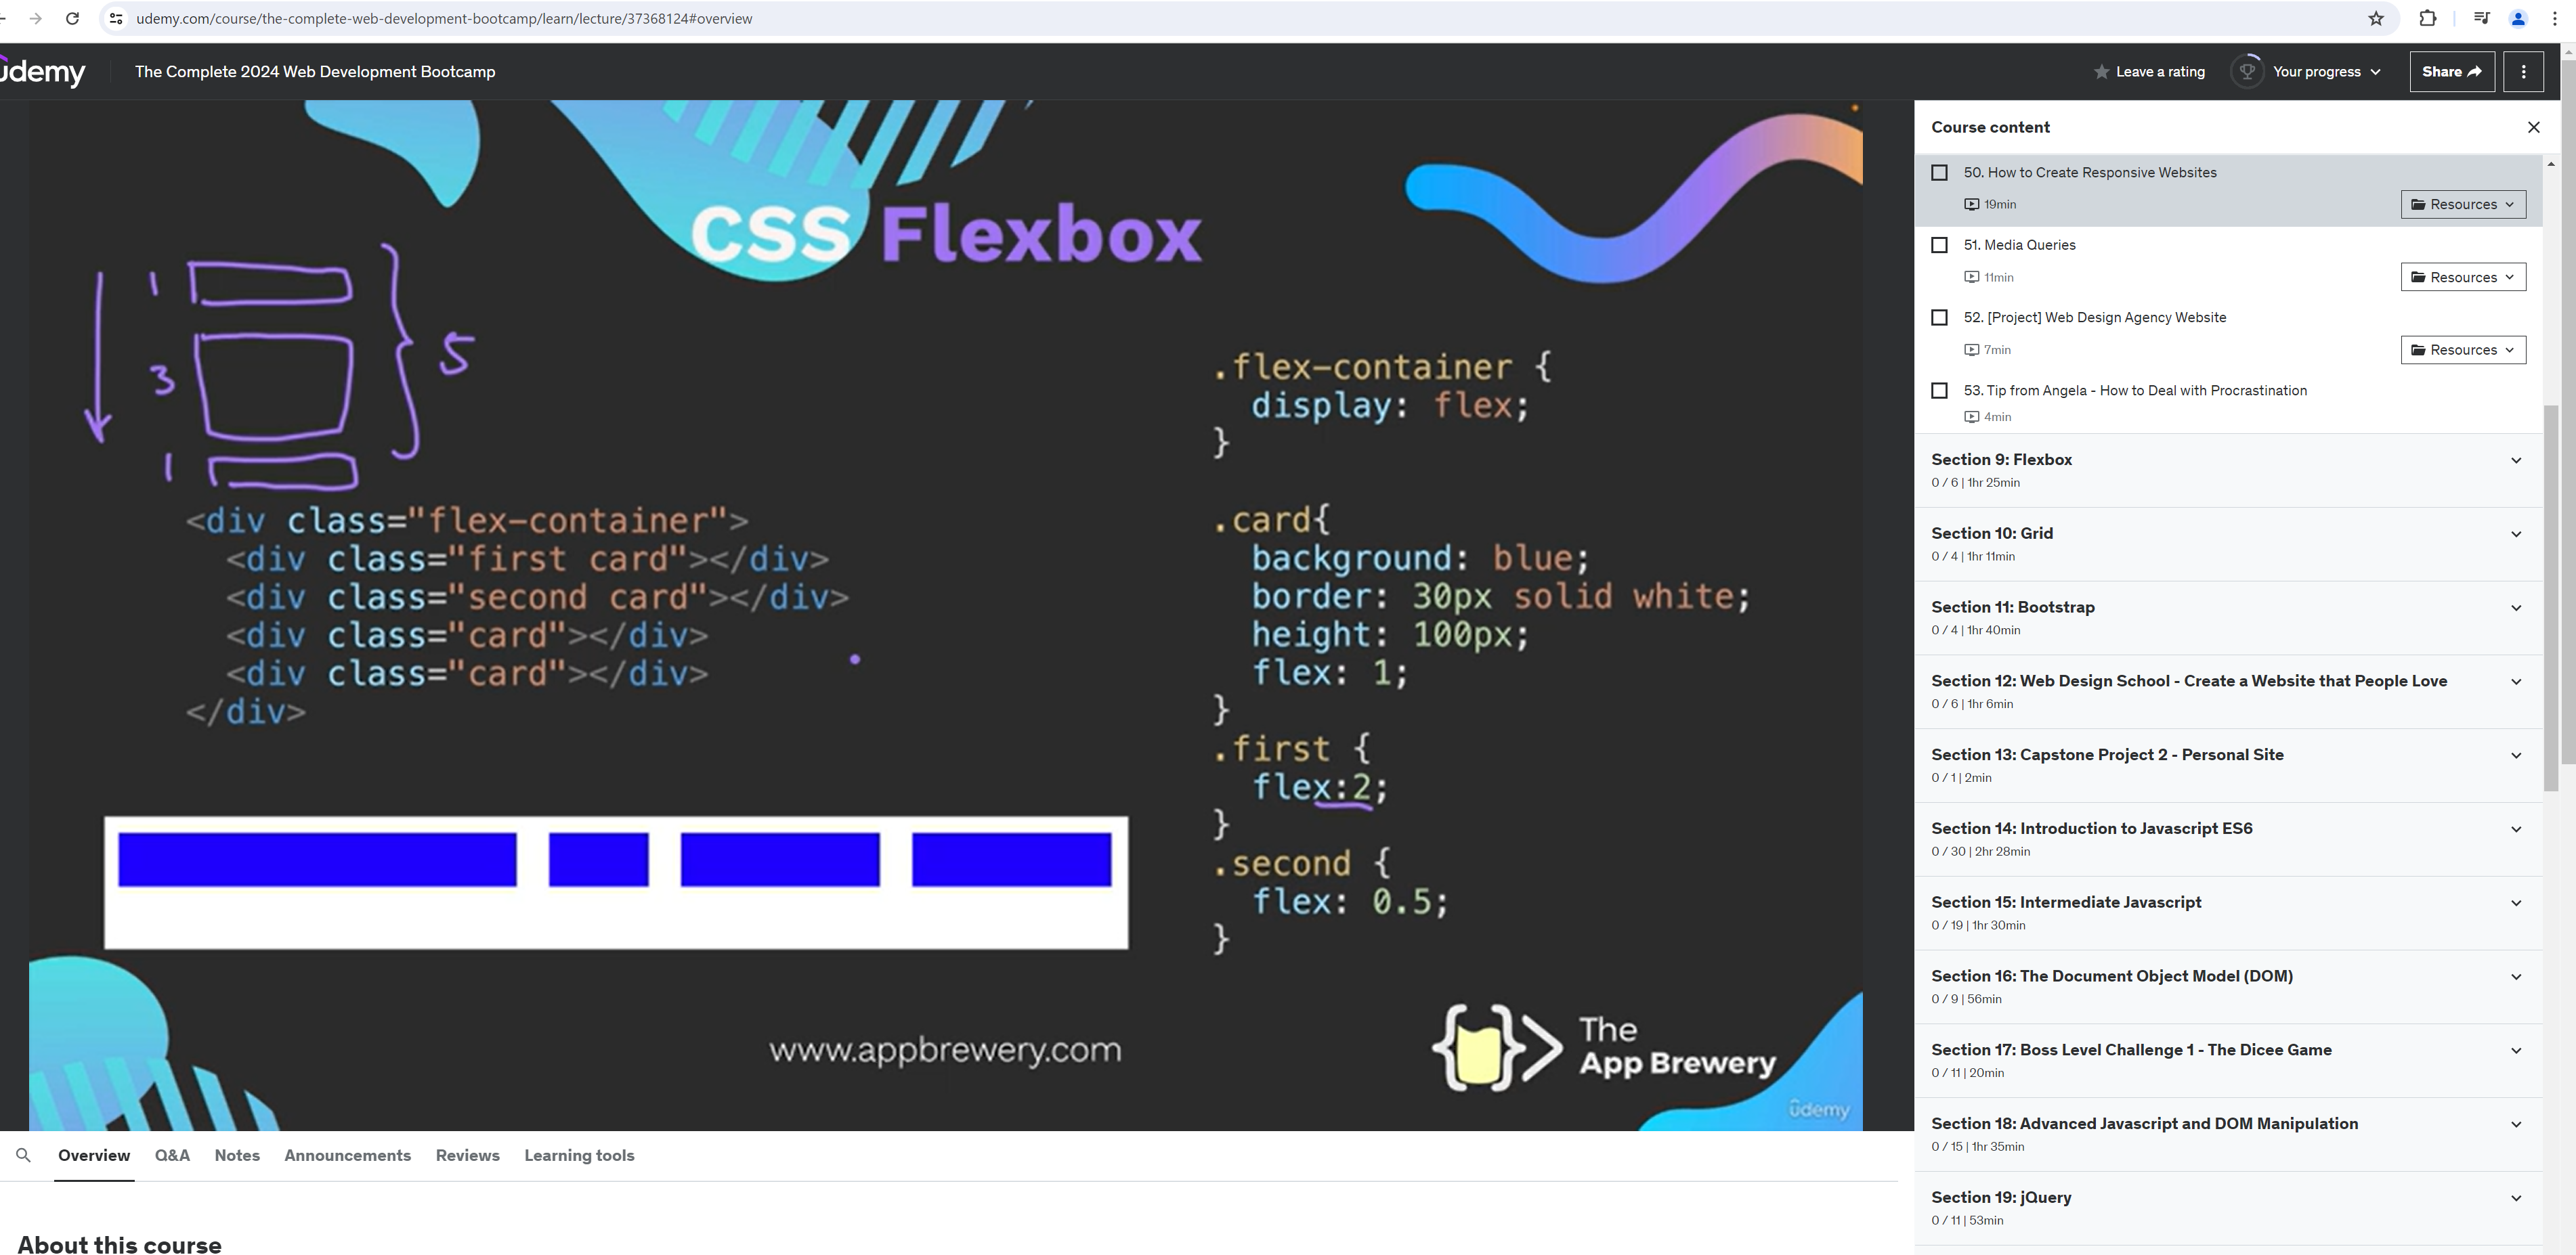 udemy.com/course/the-complete-web-development-bootcamp/learn/lecture/37368124#overview
udemy
The Complete 2024 Web Development Bootcamp
Leave a rating
Your progress
Share
CSS Flexbox
1
3
1
5
<div class="flex-container">
<div class="first card"></div>
<div class="second card"></div>
<div class="card"></div>
<div class="card"></div>
</div>
.flex-container {
display: flex;
}
.card{
background: blue;
border: 30px solid white;
height: 100px;
flex: 1;
}
.first {
flex:2;
}
.second {
flex: 0.5;
}
www.appbrewery.com
The
App Brewery
udemy
Overview
Q&A
Notes
Announcements
Reviews
Learning tools
About this course
Course content
50. How to Create Responsive Websites
19min
Resources
51. Media Queries
11min
Resources
52. [Project] Web Design Agency Website
7min
Resources
53. Tip from Angela - How to Deal with Procrastination
4min
Section 9: Flexbox
0 / 6 | 1hr 25min
Section 10: Grid
0 / 4 | 1hr 11min
Section 11: Bootstrap
0 / 4 | 1hr 40min
Section 12: Web Design School - Create a Website that People Love
0 / 6 | 1hr 6min
Section 13: Capstone Project 2 - Personal Site
0 / 1 | 2min
Section 14: Introduction to Javascript ES6
0 / 30 | 2hr 28min
Section 15: Intermediate Javascript
0 / 19 | 1hr 30min
Section 16: The Document Object Model (DOM)
0 / 9 | 56min
Section 17: Boss Level Challenge 1 - The Dicee Game
0 / 11 | 20min
Section 18: Advanced Javascript and DOM Manipulation
0 / 15 | 1hr 35min
Section 19: jQuery
0 / 11 | 53min